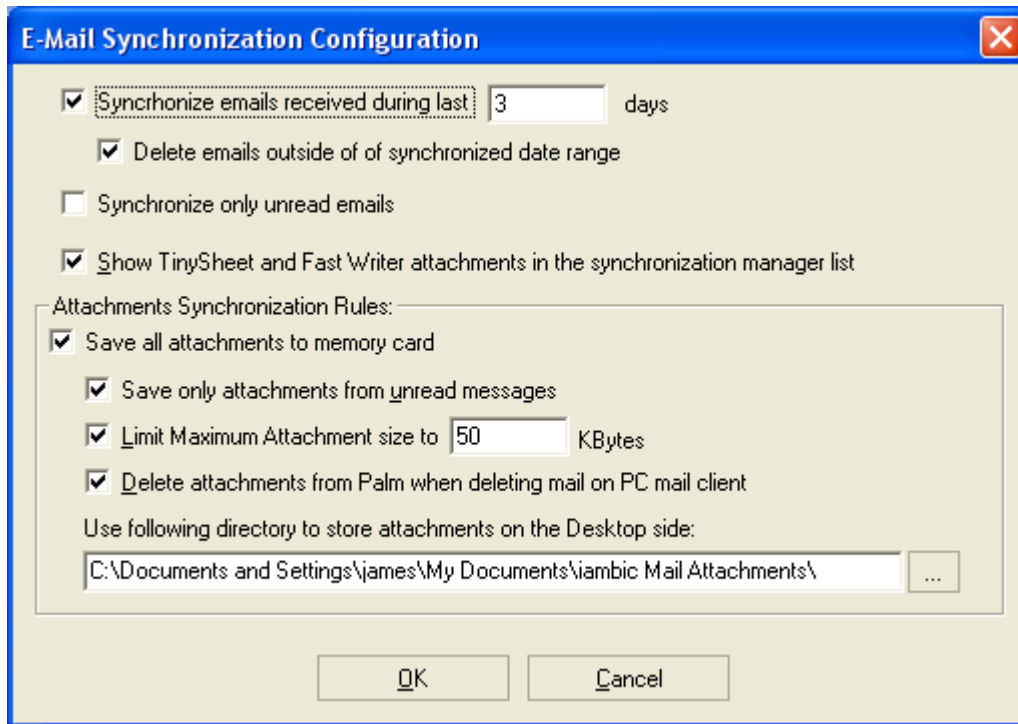 E-Mail Synchronization Configuration
Syncrhonize emails received during last 3 days
Delete emails outside of of synchronized date range
Synchronize only unread emails
Show TinySheet and Fast Writer attachments in the synchronization manager list
Attachments Synchronization Rules:
Save all attachments to memory card
Save only attachments from unread messages
Limit Maximum Attachment size to 50 KBytes
Delete attachments from Palm when deleting mail on PC mail client
Use following directory to store attachments on the Desktop side:
C:\Documents and Settings\james\My Documents\iambic Mail Attachments\ ...
OK Cancel